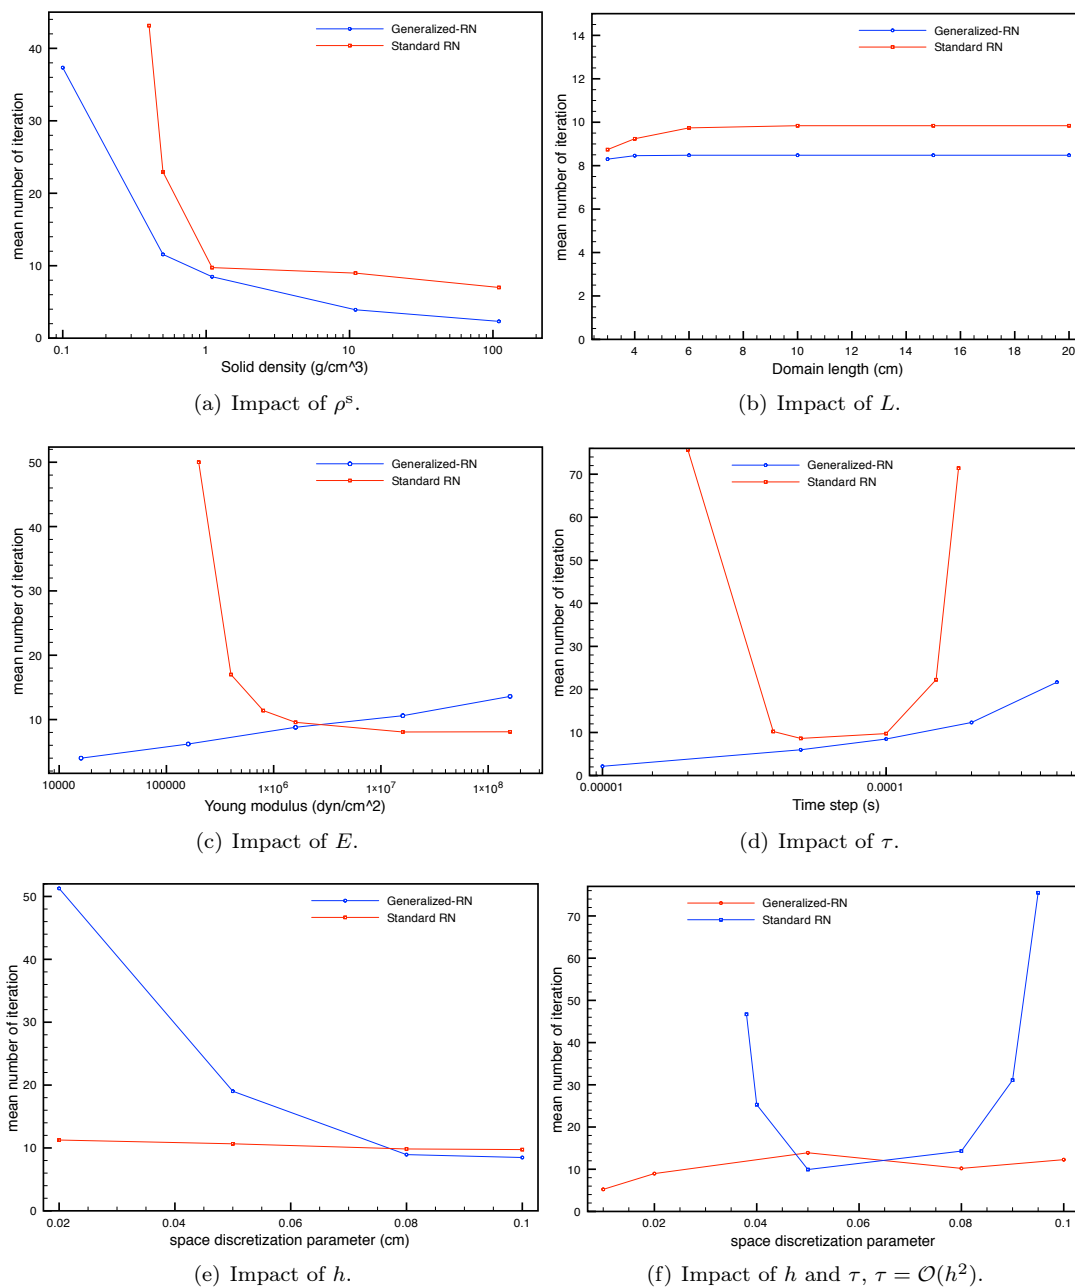 40
30
20
10
0
mean number of iteration
Generalized-RN
Standard RN
0.1
1
10
100
Solid density (g/cm^3)
(a) Impact of ρˢ.
14
12
10
8
6
4
2
0
mean number of iteration
Generalized-RN
Standard RN
4
6
8
10
12
14
16
18
20
Domain length (cm)
(b) Impact of L.
50
40
30
20
10
mean number of iteration
Generalized-RN
Standard RN
10000
100000
1×10^6
1×10^7
1×10^8
Young modulus (dyn/cm^2)
(c) Impact of E.
70
60
50
40
30
20
10
0
mean number of iteration
Generalized-RN
Standard RN
0.00001
0.0001
Time step (s)
(d) Impact of τ.
50
40
30
20
10
0
mean number of iteration
Generalized-RN
Standard RN
0.02
0.04
0.06
0.08
0.1
space discretization parameter (cm)
(e) Impact of h.
70
60
50
40
30
20
10
0
mean number of iteration
Generalized-RN
Standard RN
0.02
0.04
0.06
0.08
0.1
space discretization parameter
(f) Impact of h and τ, τ = O(h²).